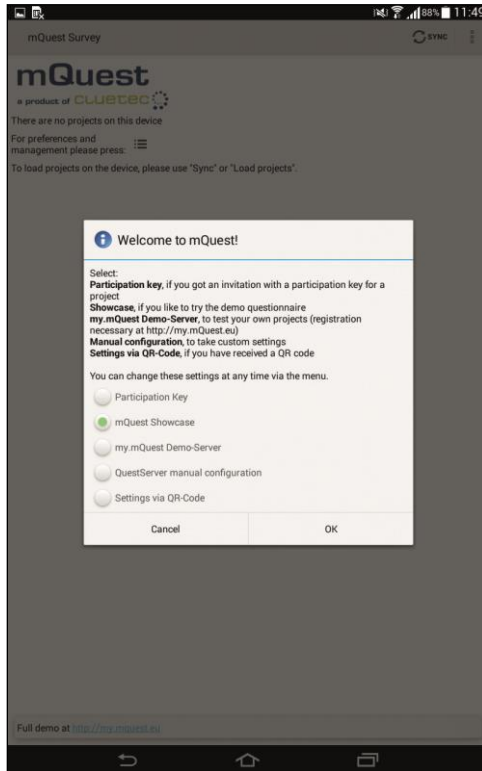 88% 11:49
mQuest Survey
SYNC
mQuest
a product of cluetec
There are no projects on this device
For preferences and
management please press:
To load projects on the device, please use "Sync" or "Load projects".
Welcome to mQuest!
Select:
Participation key, if you got an invitation with a participation key for a
project
Showcase, if you like to try the demo
questionnaire
my.mQuest Demo-Server, to test your own projects (registration
necessary at http://my.mQuest.eu)
Manual configuration, to take custom
settings
Settings via QR-Code, if you have received a QR code
You can change these settings at any time via the menu.
Participation Key
mQuest Showcase
my.mQuest Demo-Server
QuestServer manual configuration
Settings via QR-Code
Cancel
OK
Full demo at http://my.mquest.eu